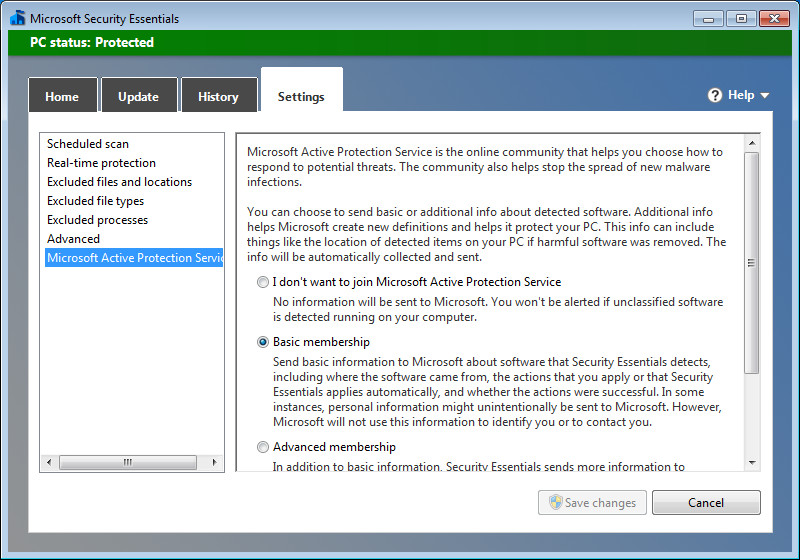 Microsoft Security Essentials
PC status: Protected
Home
Update
History
Settings
Help
Scheduled scan
Real-time protection
Excluded files and locations
Excluded file types
Excluded processes
Advanced
Microsoft Active Protection Servic
Microsoft Active Protection Service is the online community that helps you choose how to
respond to potential threats. The community also helps stop the spread of new malware
infections.
You can choose to send basic or additional info about detected software. Additional info
helps Microsoft create new definitions and helps it protect your PC. This info can include
things like the location of detected items on your PC if harmful software was removed. The
info will be automatically collected and sent.
I don't want to join Microsoft Active Protection Service
No information will be sent to Microsoft. You won't be alerted if unclassified software
is detected running on your computer.
Basic membership
Send basic information to Microsoft about software that Security Essentials detects,
including where the software came from, the actions that you apply or that Security
Essentials applies automatically, and whether the actions were successful. In some
instances, personal information might unintentionally be sent to Microsoft. However,
Microsoft will not use this information to identify you or to contact you.
Advanced membership
In addition to basic information, Security Essentials sends more information to
Save changes
Cancel